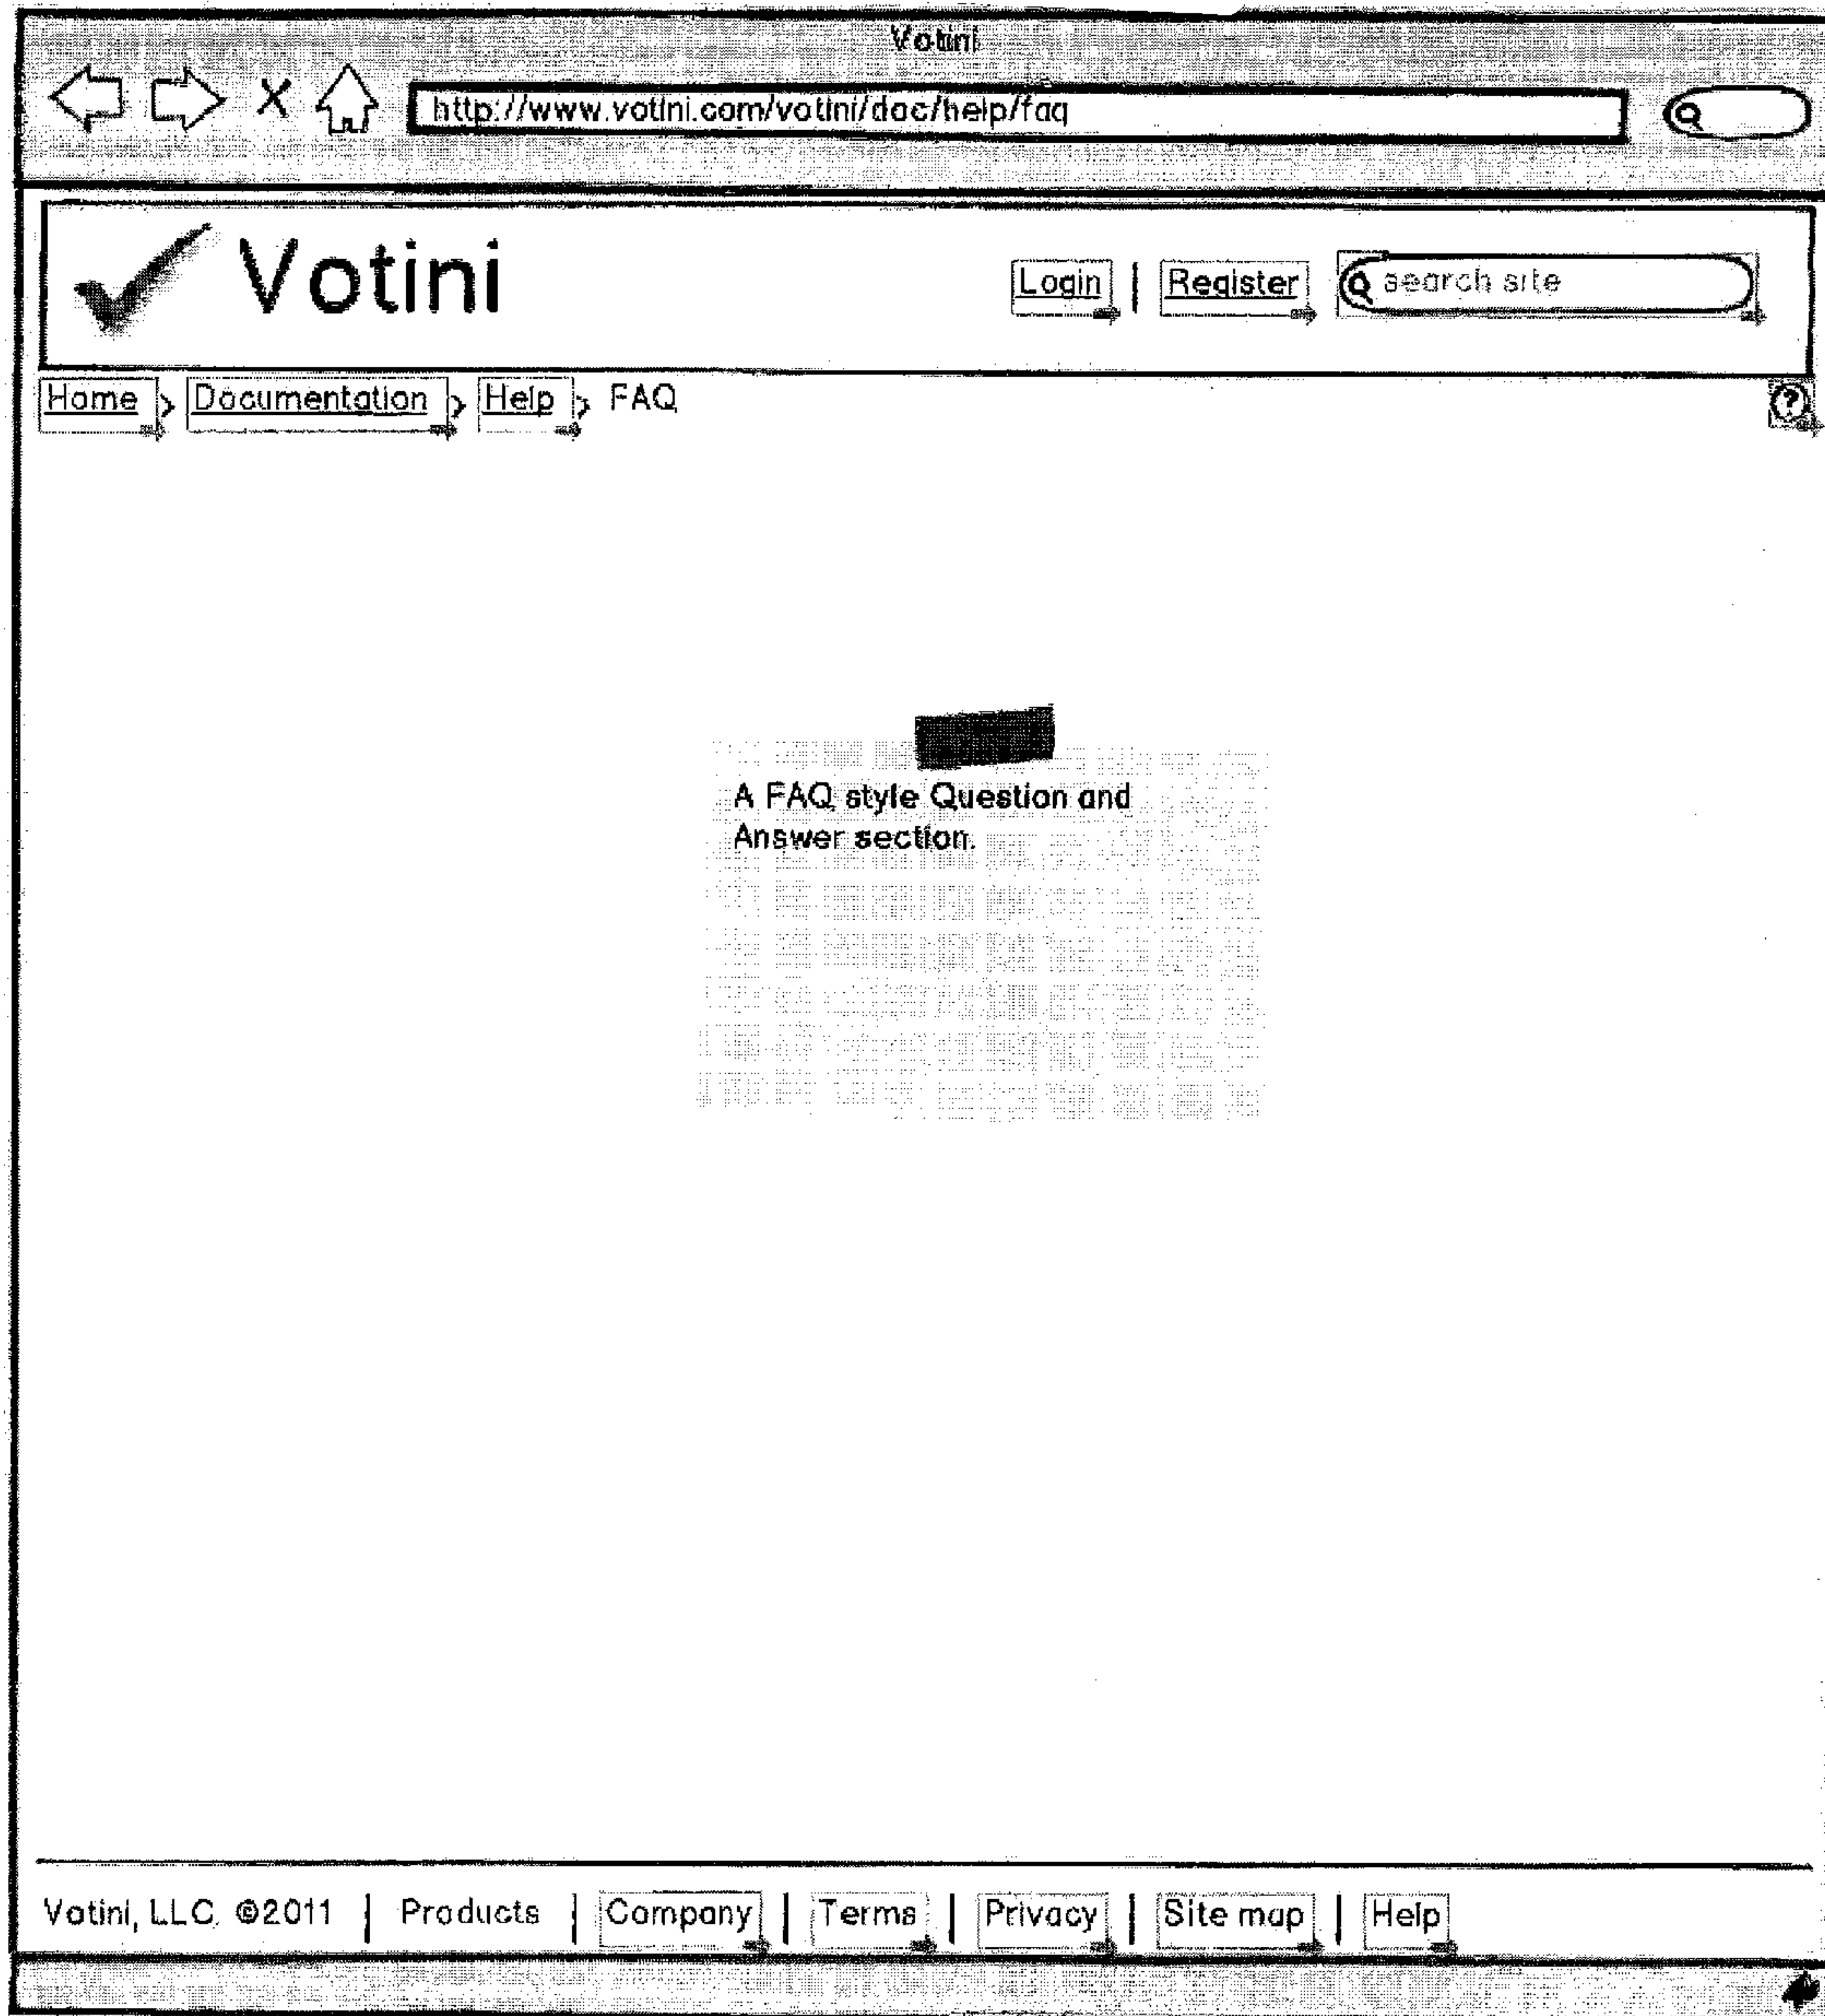 Votini
http://www.votini.com/votini/doc/help/faq
Votini Login | Register search site
Home > Documentation > Help > FAQ
A FAQ style Question and
Answer section.
Votini, LLC. ©2011 | Products | Company | Terms | Privacy | Site map | Help